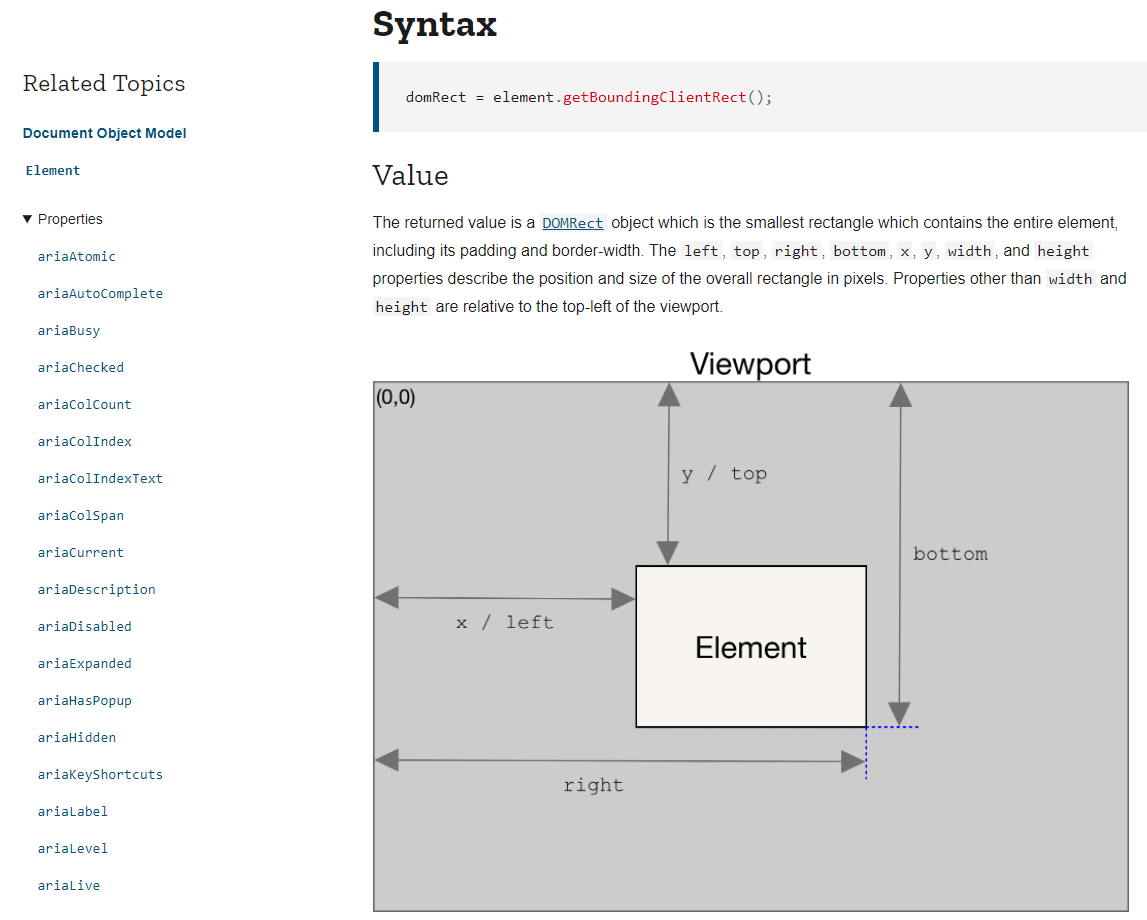 Syntax
domRect = element.getBoundingClientRect();
Value
The returned value is a DOMRect object which is the smallest rectangle which contains the entire element,
including its padding and border-width. The left, top, right, bottom, x, y, width, and height
properties describe the position and size of the overall rectangle in pixels. Properties other than width and
height are relative to the top-left of the viewport.
Viewport
(0,0)
y / top
bottom
x / left
Element
right
Related Topics
Document Object Model
Element
▼ Properties
ariaAtomic
ariaAutoComplete
ariaBusy
ariaChecked
ariaColCount
ariaColIndex
ariaColIndexText
ariaColSpan
ariaCurrent
ariaDescription
ariaDisabled
ariaExpanded
ariaHasPopup
ariaHidden
ariaKeyShortcuts
ariaLabel
ariaLevel
ariaLive